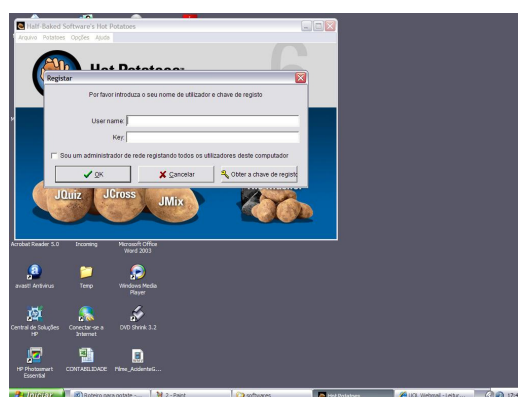 Half-Baked Software's Hot Potatoes
Arquivo Potatoes Opções Ajuda
6
Registar
Por favor introduza o seu nome de utilizador e chave de registo
User name:
Key:
Sou um administrador de rede registando todos os utilizadores deste computador
OK
Cancelar
Obter a chave de registo
JQuiz
JCross
JMix
Acrobat Reader 5.0
Incoming
Microsoft Office
Word 2003
avast! Antivirus
Temp
Windows Media
Player
Central de Soluções
HP
Conectar-se a
Internet
DVD Shrink 3.2
HP Photosmart
Essential
CONTABILIDADE
Filme_AcidenteG...
Iniciar
Roteiro para potate -...
2 - Paint
softwares
Hot Potatoes
UOL Webmail - Leitur...
17:4